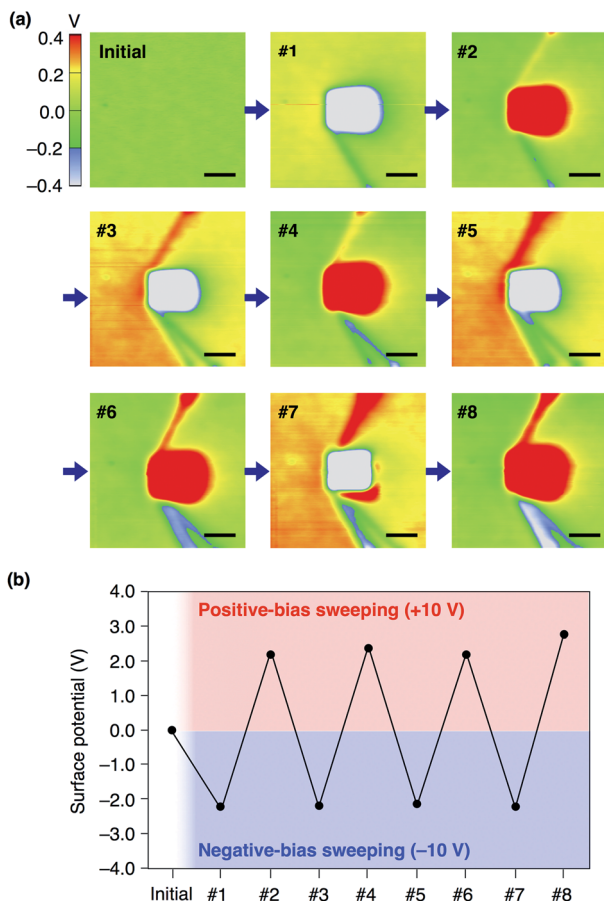 (a)
V
0.4
0.2
0.0
−0.2
−0.4
Initial
#1
#2
#3
#4
#5
#6
#7
#8
(b)
Surface potential (V)
4.0
3.0
2.0
1.0
0.0
−1.0
−2.0
−3.0
−4.0
Positive-bias sweeping (+10 V)
Negative-bias sweeping (−10 V)
Initial #1 #2 #3 #4 #5 #6 #7 #8